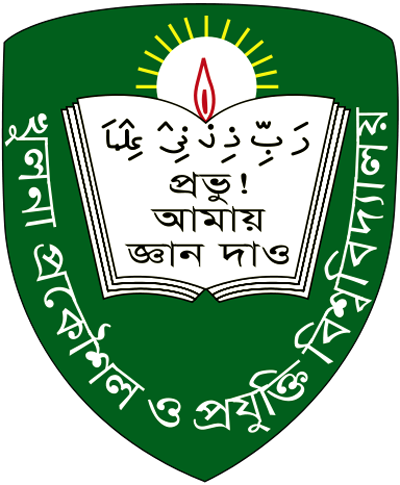 رَبِّ زِدْنِيْ عِلْمًا
প্রভু!
আমায়
জ্ঞান দাও
খুলনা প্রকৌশল ও প্রযুক্তি বিশ্ববিদ্যালয়